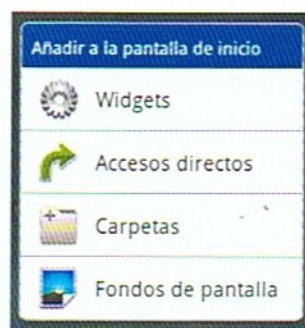 Añadir a la pantalla de inicio
Widgets
Accesos directos
Carpetas
Fondos de pantalla